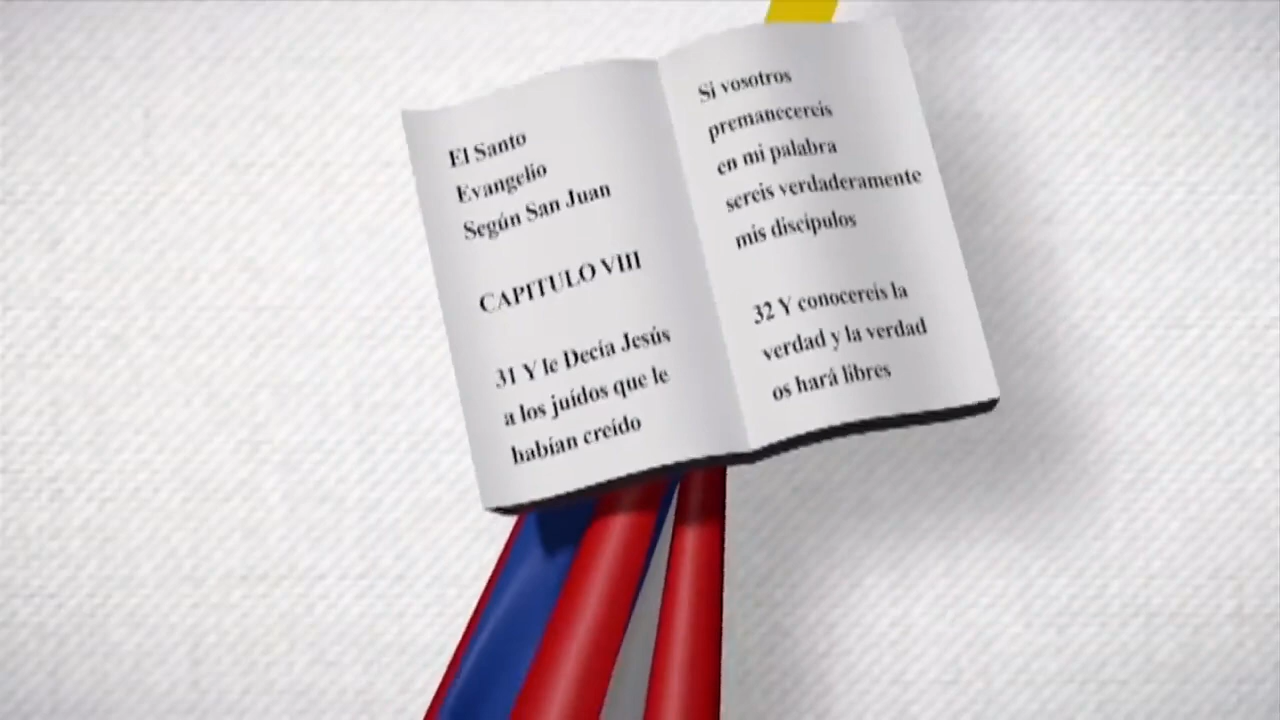 El Santo
Evangelio
Según San Juan
CAPITULO VIII
31 Y le Decía Jesús
a los juídos que le
habían creído
Si vosotros
premanecereis
en mi palabra
sereis verdaderamente
mis discípulos
32 Y conocereis la
verdad y la verdad
os hará libres